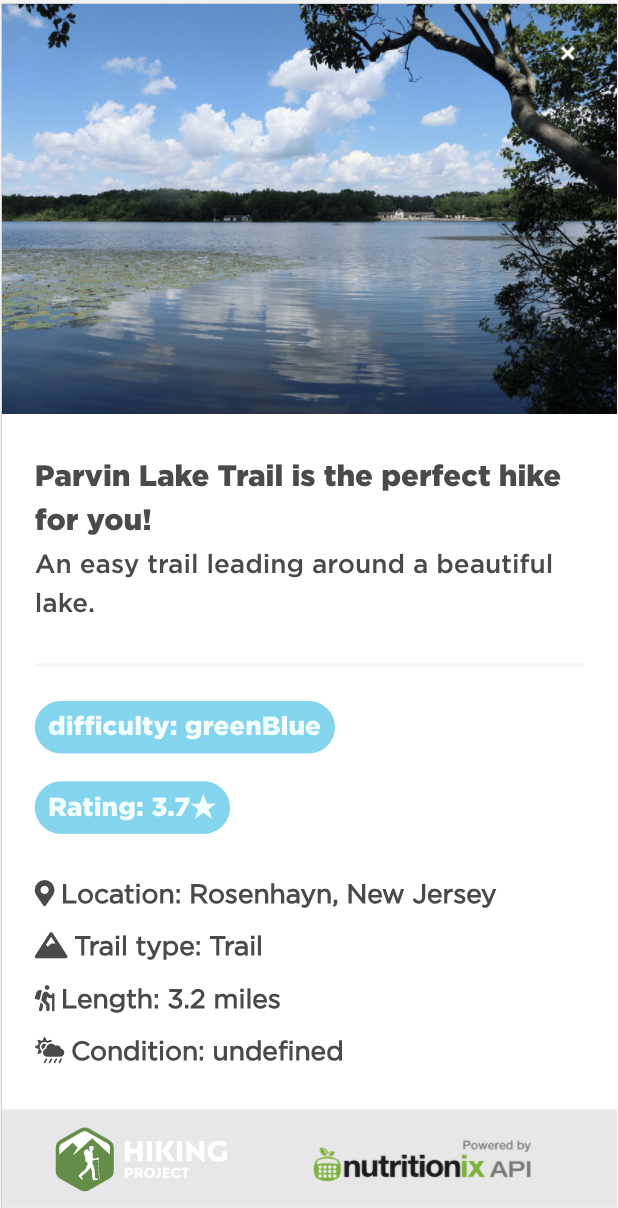 Parvin Lake Trail is the perfect hike
for you!
An easy trail leading around a beautiful
lake.
difficulty: greenBlue
Rating: 3.7★
Location: Rosenhayn, New Jersey
Trail type: Trail
Length: 3.2 miles
Condition: undefined
HIKING
PROJECT
Powered by
nutritionix API